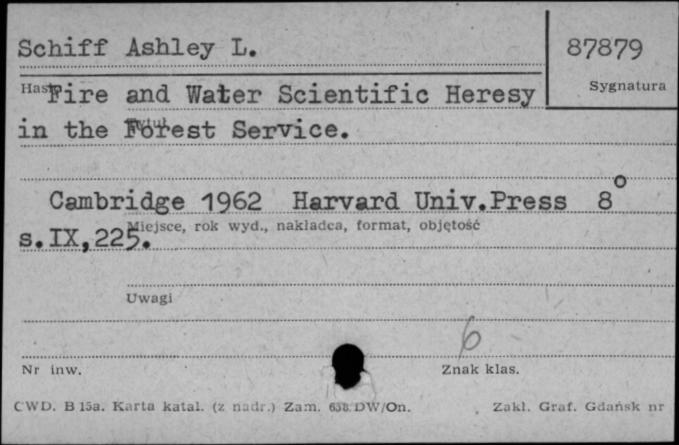 Schiff Ashley L.
87879
Sygnatura
Hasło Fire and Water Scientific Heresy
in the Forest Service.
Tytuł
Cambridge 1962 Harvard Univ.Press 8°
Miejsce, rok wyd., nakładca, format, objętość
s.IX,225.
Uwagi
6
Nr inw.
Znak klas.
CWD. B 15a. Karta katal. (z nadr.) Zam. 638 DW/On.
Zakł. Graf. Gdańsk nr